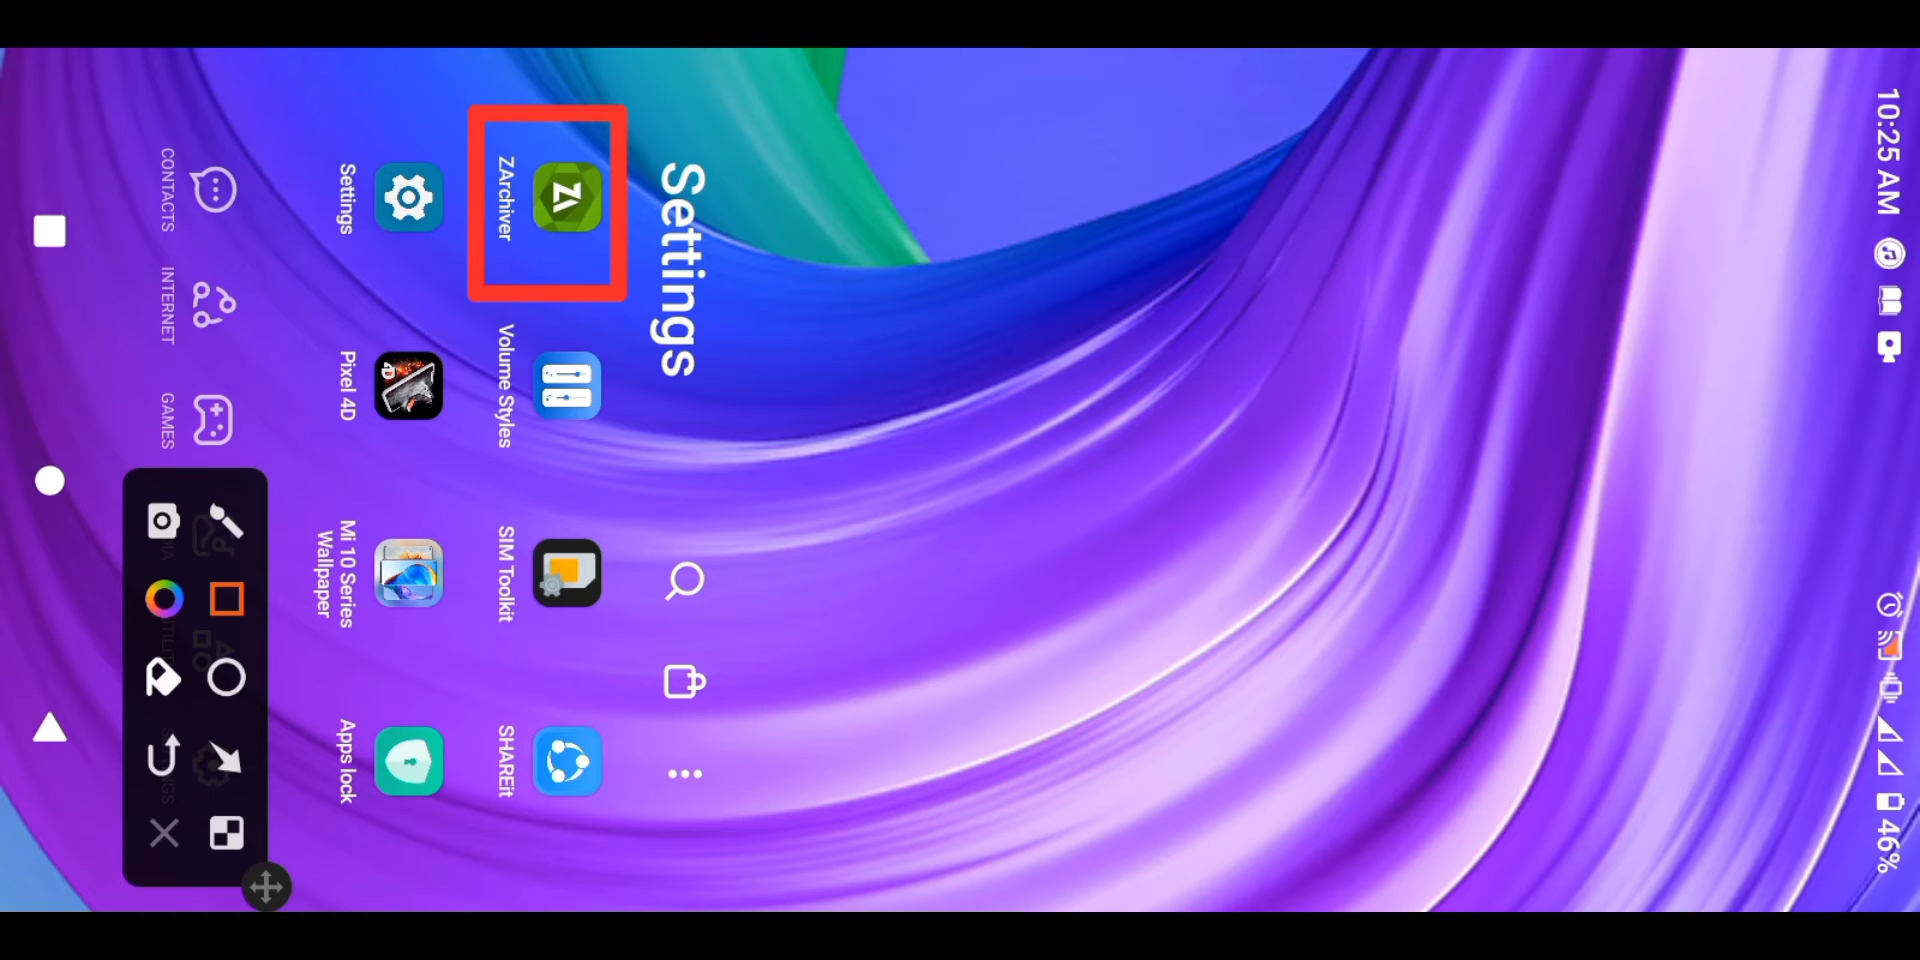 10:25 AM
46%
Settings
ZArchiver
Volume Styles
SIM Toolkit
SHAREit
Settings
Pixel 4D
Mi 10 Series
Wallpaper
Apps lock
CONTACTS
INTERNET
GAMES